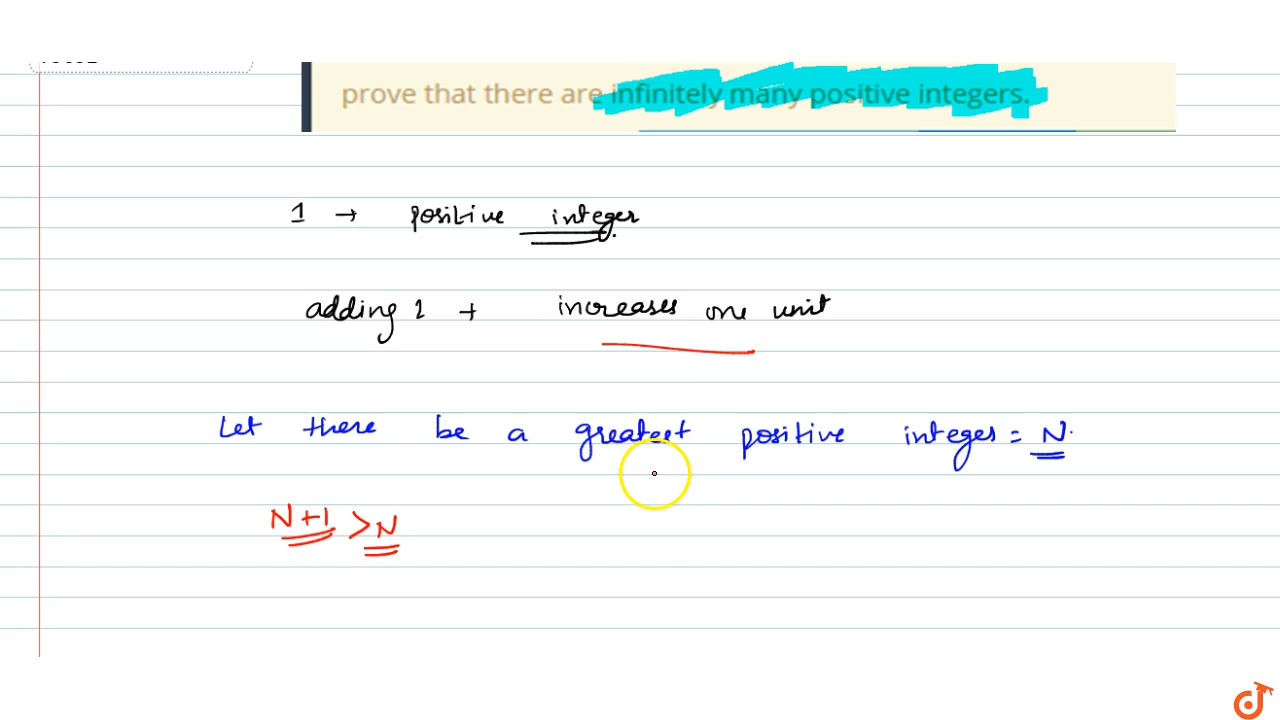 prove that there are infinitely many positive integers.
1 → positive integer.
adding 1 + increases one unit
Let there be a greatest positive integer = N.
N+1 > N